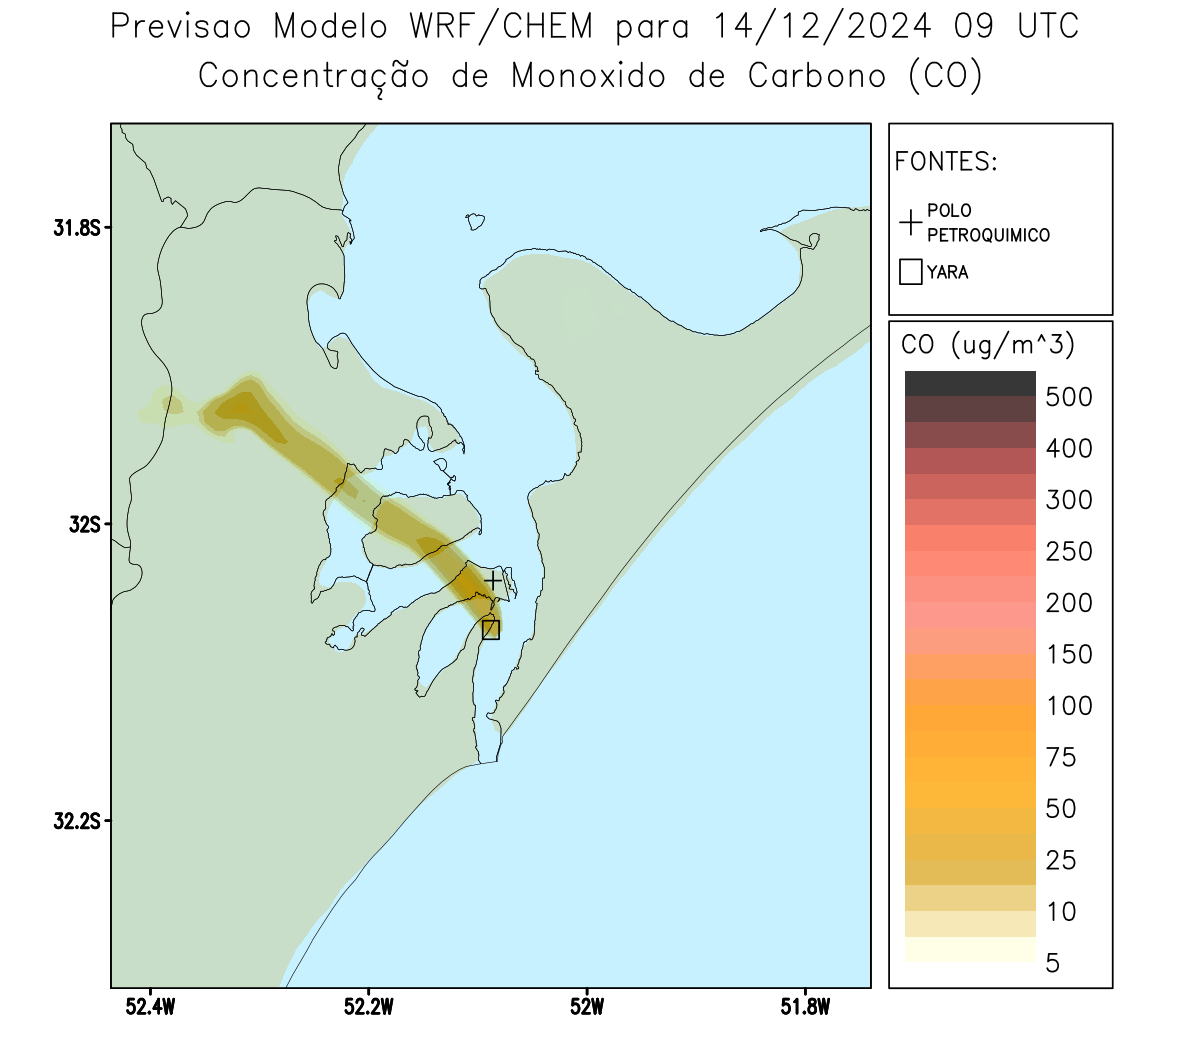 Previsao Modelo WRF/CHEM para 14/12/2024 09 UTC
Concentração de Monoxido de Carbono (CO)
FONTES:
POLO
PETROQUIMICO
YARA
CO (ug/m^3)
500
400
300
250
200
150
100
75
50
25
10
5
31.8S
32S
32.2S
52.4W
52.2W
52W
51.8W